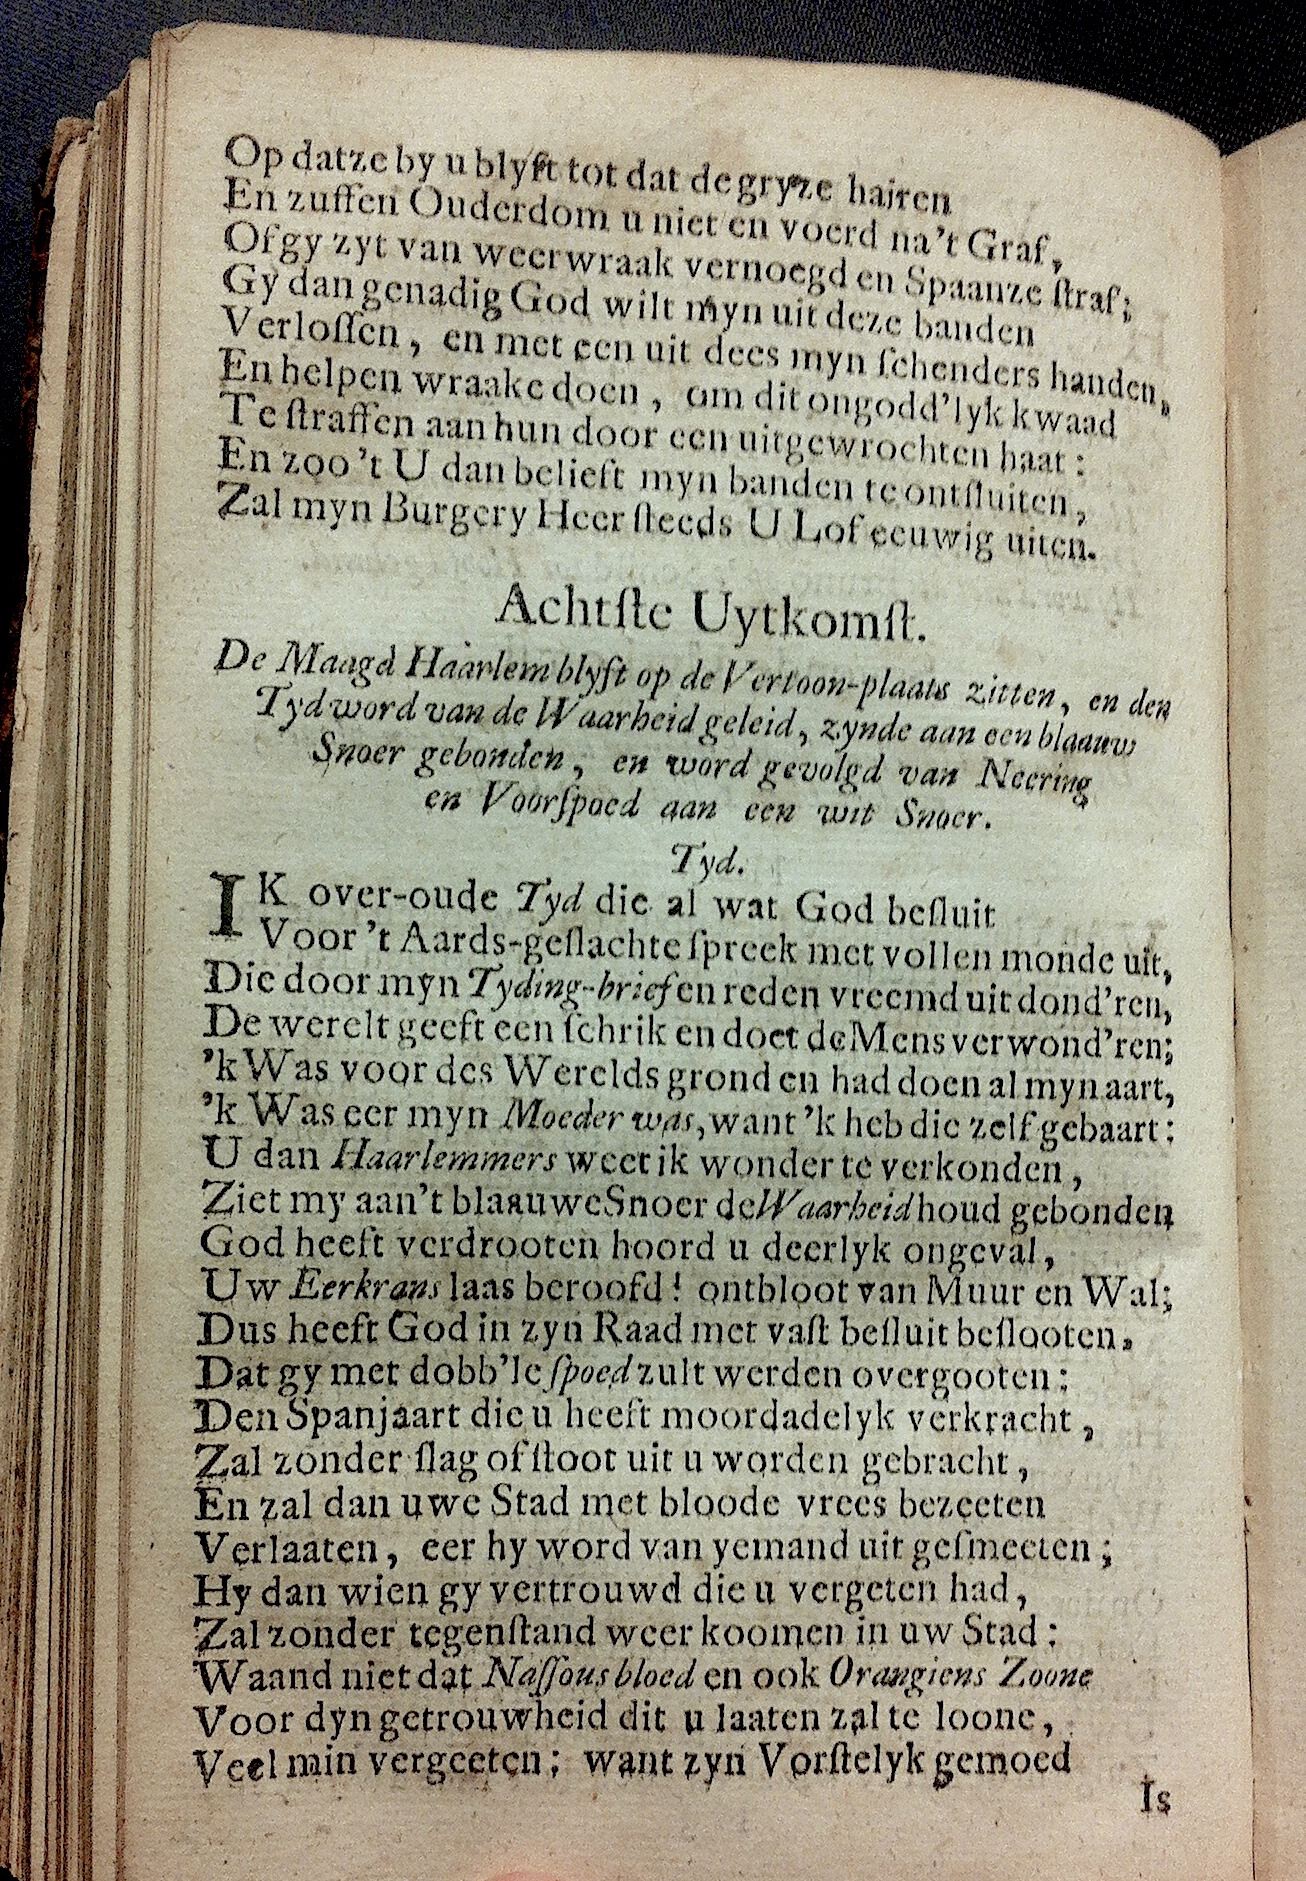 Op datze by u blyft tot dat de gryze hairen
En zuffen Ouderdom u niet en voerd na't Graf,
Of gy zyt van weerwraak vernoegd en Spaanze ſtraf;
Gy dan genadig God wilt myn uit deze banden
Verloſſen, en met een uit dees myn ſchenders handen,
En helpen wraake doen, om dit ongodd'lyk kwaad
Te ſtraffen aan hun door een uitgewrochten haat:
En zoo 't U dan belieft myn banden te ontſluiten,
Zal myn Burgery Heer ſteeds U Lof eeuwig uiten.
Achtſte Uytkomſt.
De Maagd Haarlem blyft op de Vertoon-plaats zitten, en den
Tyd word van de Waarheid geleid, zynde aan een blaauw
Snoer gebonden, en word gevolgd van Neering
en Voorſpoed aan een wit Snoer.
Tyd.
IK over-oude Tyd die al wat God beſluit
Voor 't Aards-geſlachte ſpreek met vollen monde uit,
Die door myn Tyding-brief en reden vreemd uit dond'ren,
De werelt geeft een ſchrik en doet de Mens verwond'ren;
'k Was voor des Werelds grond en had doen al myn aart,
'k Was eer myn Moeder was, want 'k heb die zelf gebaart:
U dan Haarlemmers weet ik wonder te verkonden,
Ziet my aan't blaauwe Snoer de Waarheid houd gebonden
God heeft verdrooten hoord u deerlyk ongeval,
Uw Eerkrans laas beroofd! ontbloot van Muur en Wal;
Dus heeft God in zyn Raad met vaſt beſluit beſlooten,
Dat gy met dobb'le ſpoed zult werden overgooten:
Den Spanjaart die u heeft moordadelyk verkracht,
Zal zonder ſlag of ſtoot uit u worden gebracht,
En zal dan uwe Stad met bloode vrees bezeeten
Verlaaten, eer hy word van yemand uit geſmeeten;
Hy dan wien gy vertrouwd die u vergeten had,
Zal zonder tegenſtand weer koomen in uw Stad:
Waand niet dat Naſſous bloed en ook Orangiens Zoone
Voor dyn getrouwheid dit u laaten zal te loone,
Veel min vergeeten; want zyn Vorſtelyk gemoed
Is